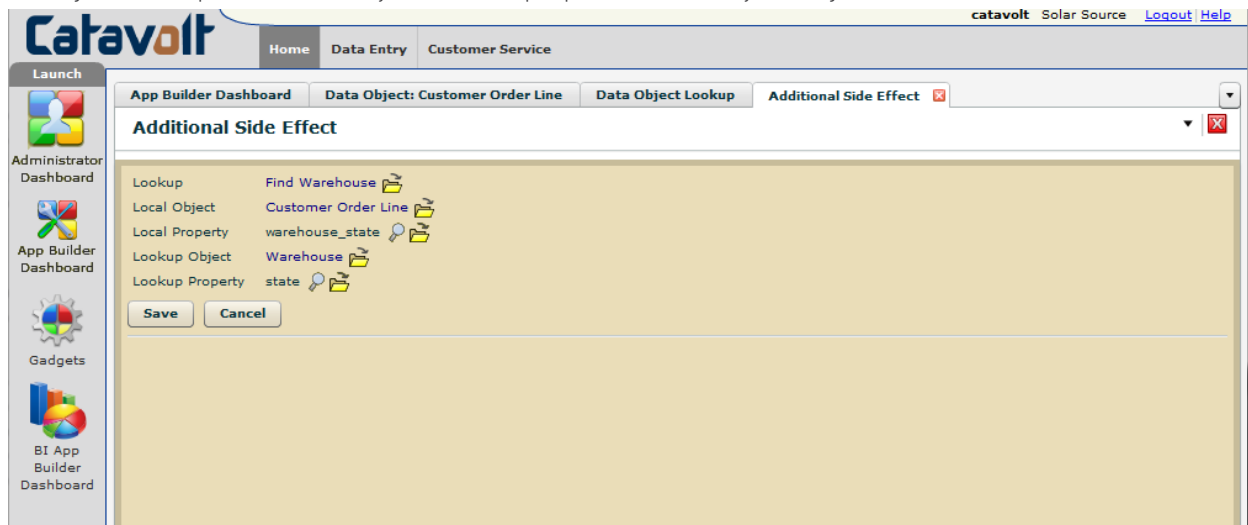 catavolt Solar Source Logout Help
Catavolt
Home Data Entry Customer Service
Launch
App Builder Dashboard Data Object: Customer Order Line Data Object Lookup Additional Side Effect
Additional Side Effect
Administrator
Dashboard
App Builder
Dashboard
Gadgets
BI App
Builder
Dashboard
Lookup Find Warehouse
Local Object Customer Order Line
Local Property warehouse_state
Lookup Object Warehouse
Lookup Property state
Save Cancel